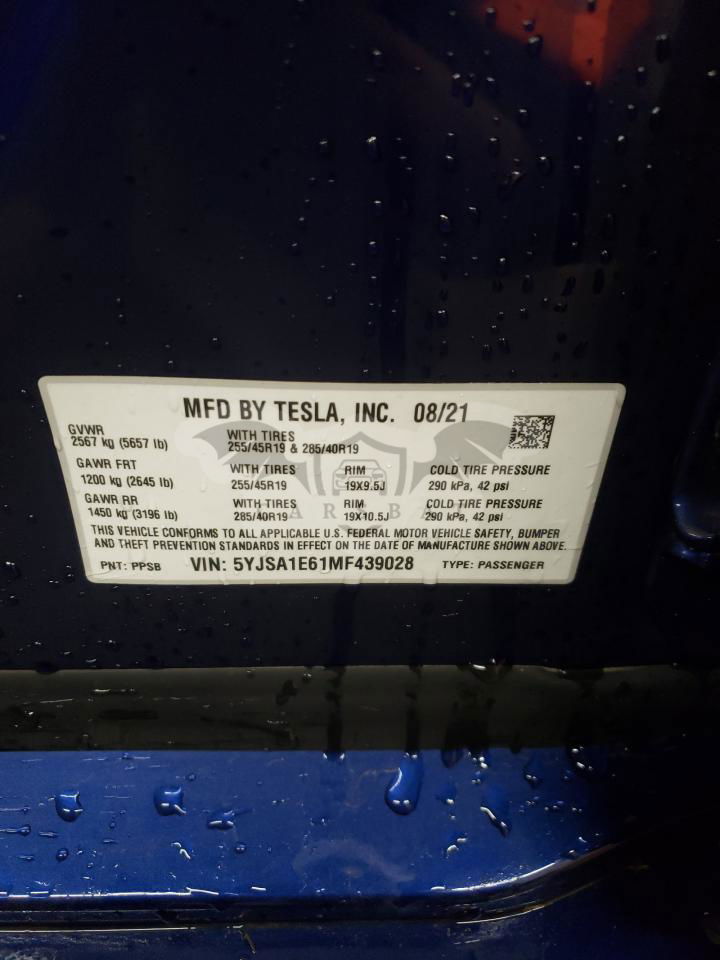 MFD BY TESLA, INC. 08/21
GVWR
2567 kg (5657 lb)
WITH TIRES
255/45R19 & 285/40R19
GAWR FRT
1200 kg (2645 lb)
WITH TIRES
255/45R19
RIM
19X9.5J
COLD TIRE PRESSURE
290 kPa, 42 psi
GAWR RR
1450 kg (3196 lb)
WITH TIRES
285/40R19
RIM
19X10.5J
COLD TIRE PRESSURE
290 kPa, 42 psi
THIS VEHICLE CONFORMS TO ALL APPLICABLE U.S. FEDERAL MOTOR VEHICLE SAFETY, BUMPER
AND THEFT PREVENTION STANDARDS IN EFFECT ON THE DATE OF MANUFACTURE SHOWN ABOVE.
PNT: PPSB VIN: 5YJSA1E61MF439028 TYPE: PASSENGER